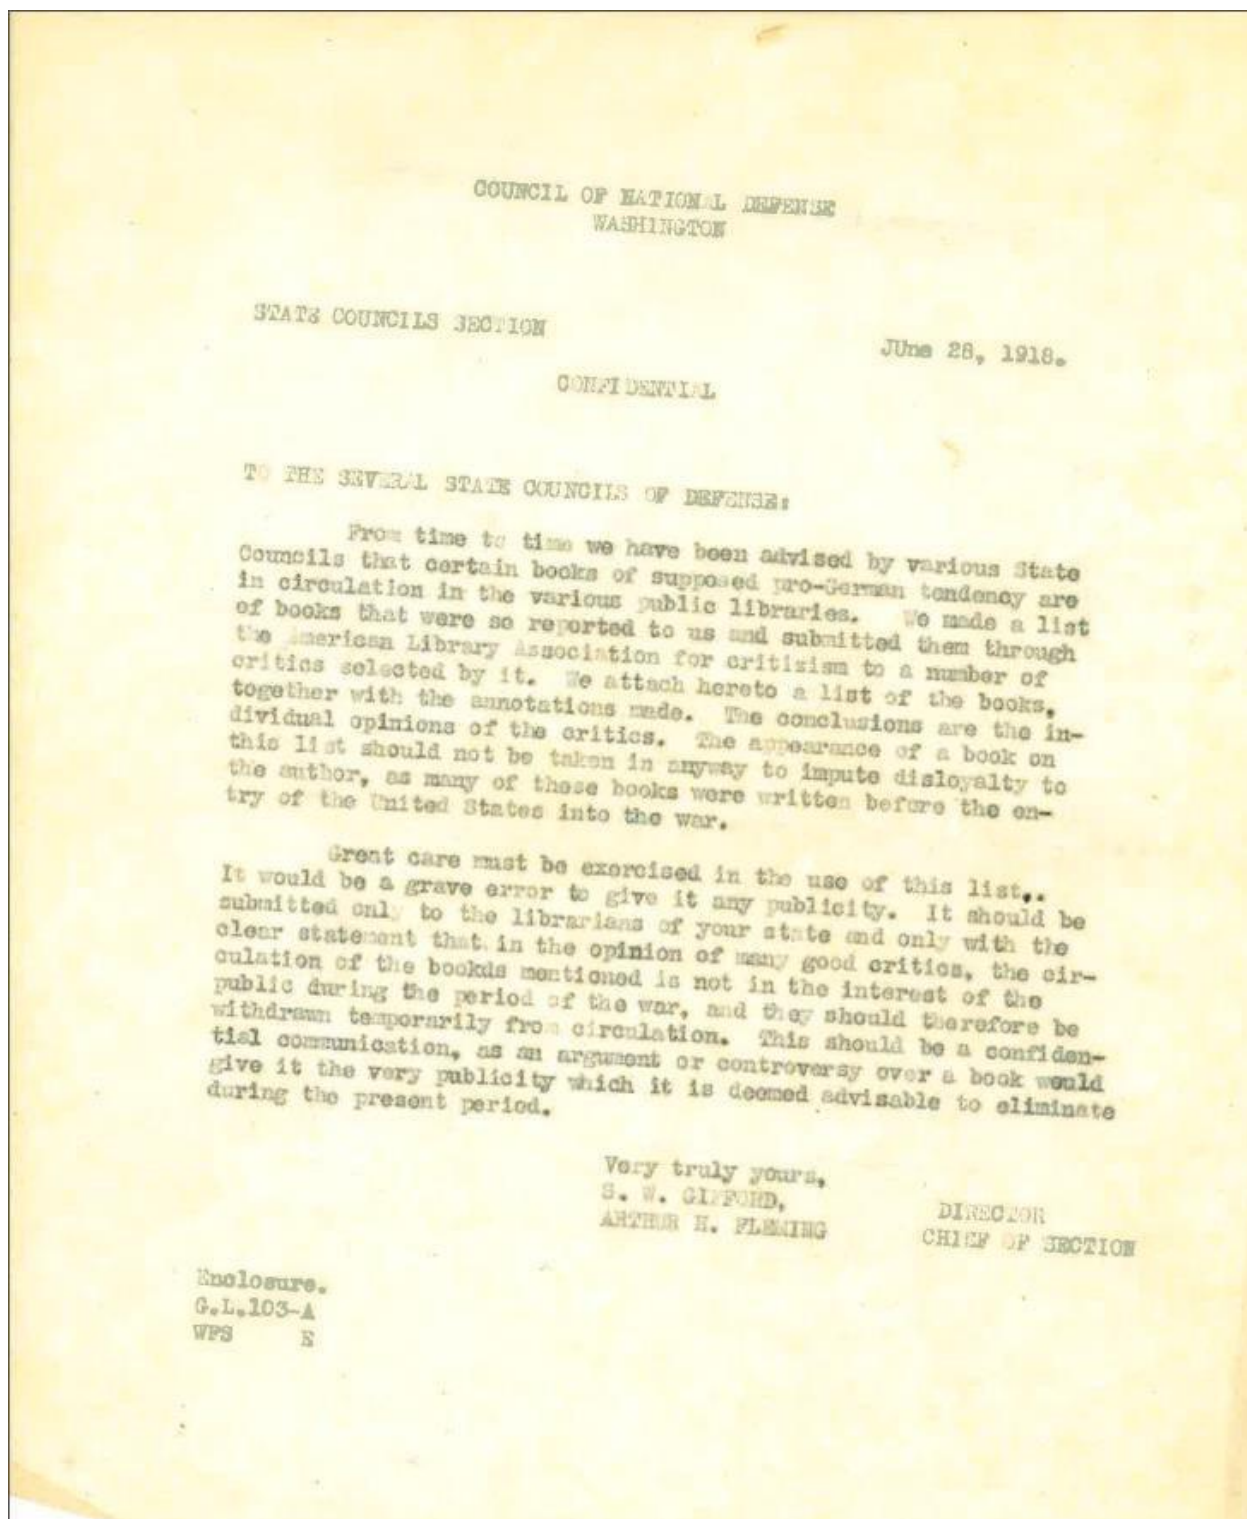 COUNCIL OF NATIONAL DEFENSE
WASHINGTON
STATE COUNCILS SECTION
JUne 26, 1918.
CONFIDENTIAL
TO THE SEVERAL STATE COUNCILS OF DEFENSE:
From time to time we have been advised by various State
Councils that certain books of supposed pro-German tendency are
in circulation in the various public libraries. We made a list
of books that were so reported to us and submitted them through
the American Library Association for critizism to a number of
critics selected by it. We attach hereto a list of the books,
together with the annotations made. The conclusions are the in-
dividual opinions of the critics. The appearance of a book on
this list should not be taken in anyway to impute disloyalty to
the author, as many of these books were written before the en-
try of the United States into the war.
Great care must be exercised in the use of this list..
It would be a grave error to give it any publicity. It should be
submitted only to the librarians of your state and only with the
clear statement that in the opinion of many good critics, the cir-
culation of the bookds mentioned is not in the interest of the
public during the period of the war, and they should therefore be
withdrawn temporarily from circulation. This should be a confiden-
tial communication, as an argument or controversy over a book would
give it the very publicity which it is deemed advisable to eliminate
during the present period.
Very truly yours,
S. W. GIFFORD, DIRECTOR
ARTHUR H. FLEMING CHIEF OF SECTION
Enclosure.
G.L.103-A
WFS E